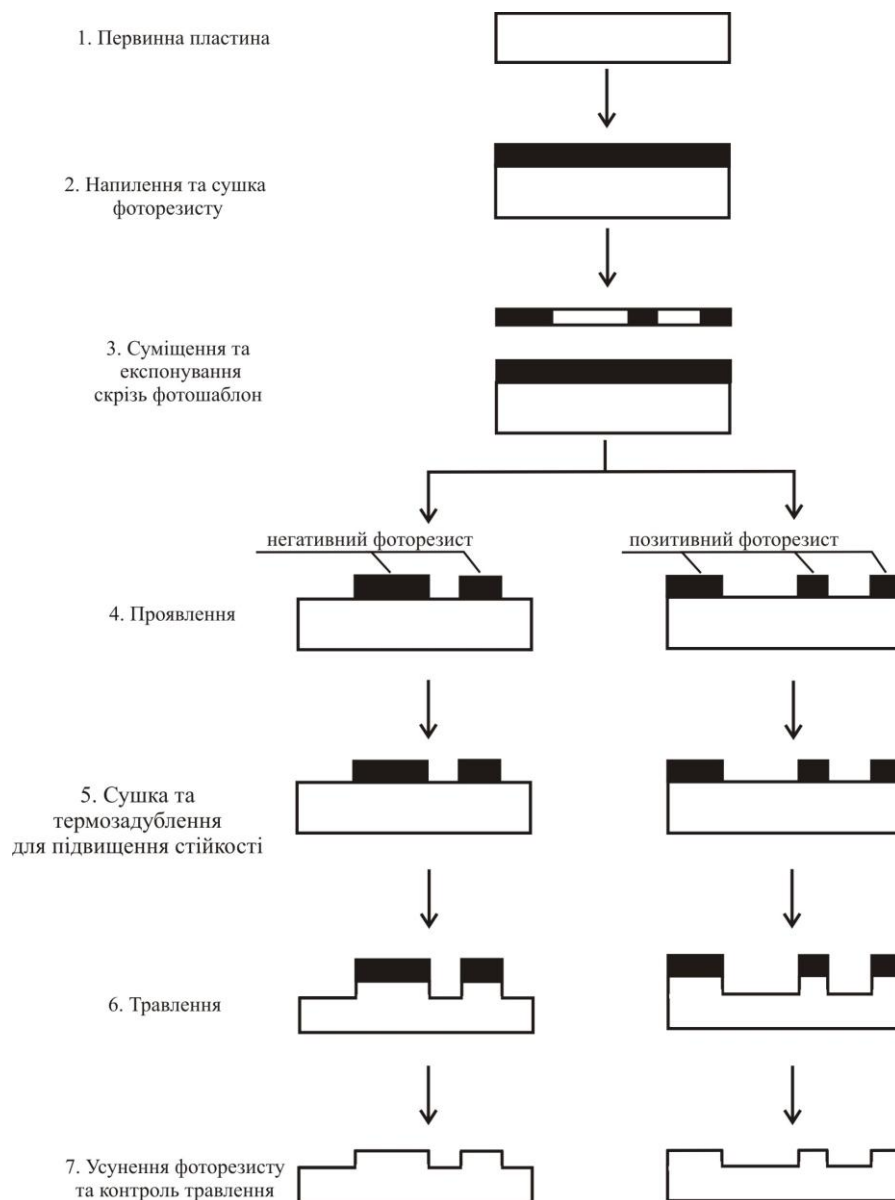 1. Первинна пластина
2. Напилення та сушка
фоторезисту
3. Суміщення та
експонування
скрізь фотошаблон
негативний фоторезист
позитивний фоторезист
4. Проявлення
5. Сушка та
термозадублення
для підвищення стійкості
6. Травлення
7. Усунення фоторезисту
та контроль травлення